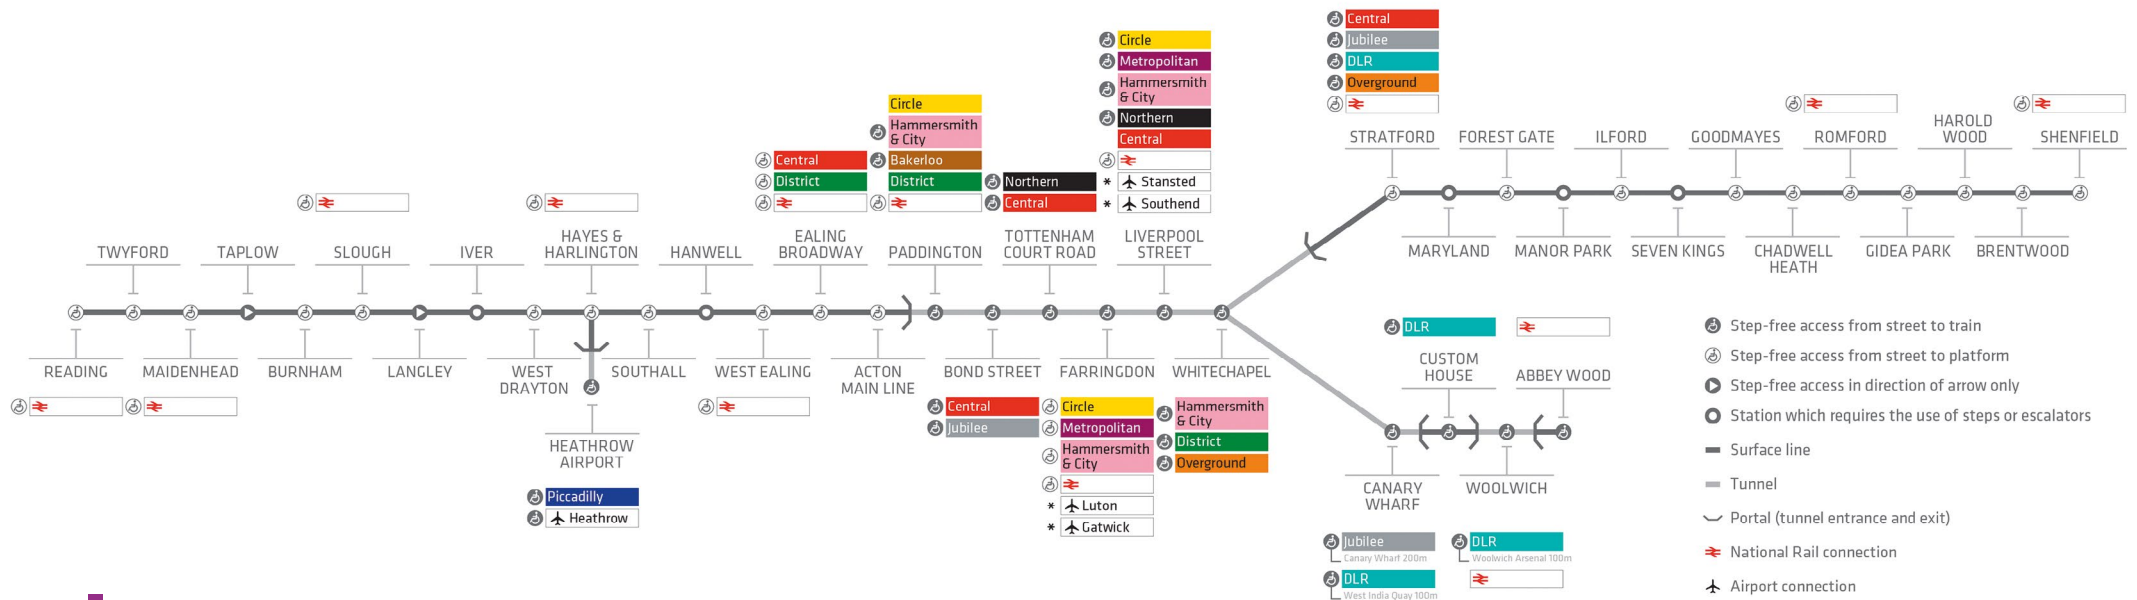 Central
Jubilee
DLR
Overground
Circle
Metropolitan
Hammersmith
& City
Northern
Central
Stansted
Southend
Circle
Hammersmith
& City
Bakerloo
District
Central
District
Northern
Central
STRATFORD
FOREST GATE
ILFORD
GOODMAYES
ROMFORD
HAROLD
WOOD
SHENFIELD
MARYLAND
MANOR PARK
SEVEN KINGS
CHADWELL
HEATH
GIDEA PARK
BRENTWOOD
TWYFORD
TAPLOW
SLOUGH
IVER
HAYES &
HARLINGTON
HANWELL
EALING
BROADWAY
PADDINGTON
TOTTENHAM
COURT ROAD
LIVERPOOL
STREET
READING
MAIDENHEAD
BURNHAM
LANGLEY
WEST
DRAYTON
SOUTHALL
WEST EALING
ACTON
MAIN LINE
BOND STREET
FARRINGDON
WHITECHAPEL
HEATHROW
AIRPORT
Piccadilly
Heathrow
Central
Jubilee
Circle
Metropolitan
Hammersmith
& City
* Luton
* Gatwick
Hammersmith
& City
District
Overground
DLR
CUSTOM
HOUSE
ABBEY WOOD
CANARY
WHARF
WOOLWICH
Jubilee
Canary Wharf 200m
DLR
West India Quay 100m
DLR
Woolwich Arsenal 100m
Step-free access from street to train
Step-free access from street to platform
Step-free access in direction of arrow only
Station which requires the use of steps or escalators
Surface line
Tunnel
Portal (tunnel entrance and exit)
National Rail connection
Airport connection